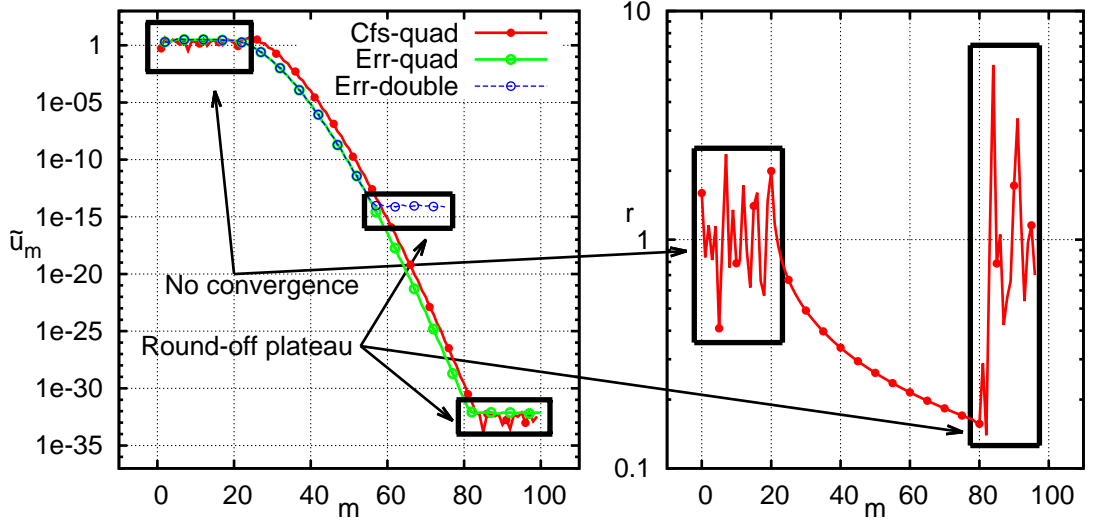 Cfs-quad
Err-quad
Err-double
1
1e-05
1e-10
1e-15
1e-20
1e-25
1e-30
1e-35
ũm
No convergence
Round-off plateau
0 20 40 60 80 100
m
10
r
1
0.1
0 20 40 60 80 100
m